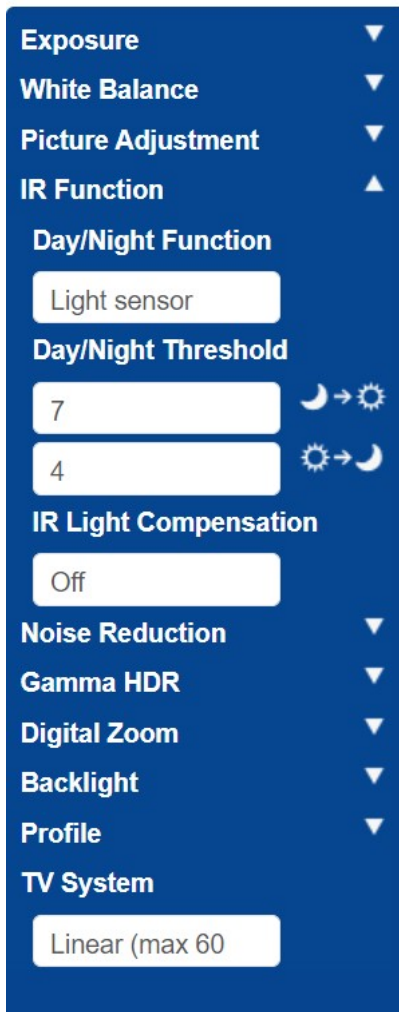 Exposure
White Balance
Picture Adjustment
IR Function
Day/Night Function
Light sensor
Day/Night Threshold
7
4
IR Light Compensation
Off
Noise Reduction
Gamma HDR
Digital Zoom
Backlight
Profile
TV System
Linear (max 60